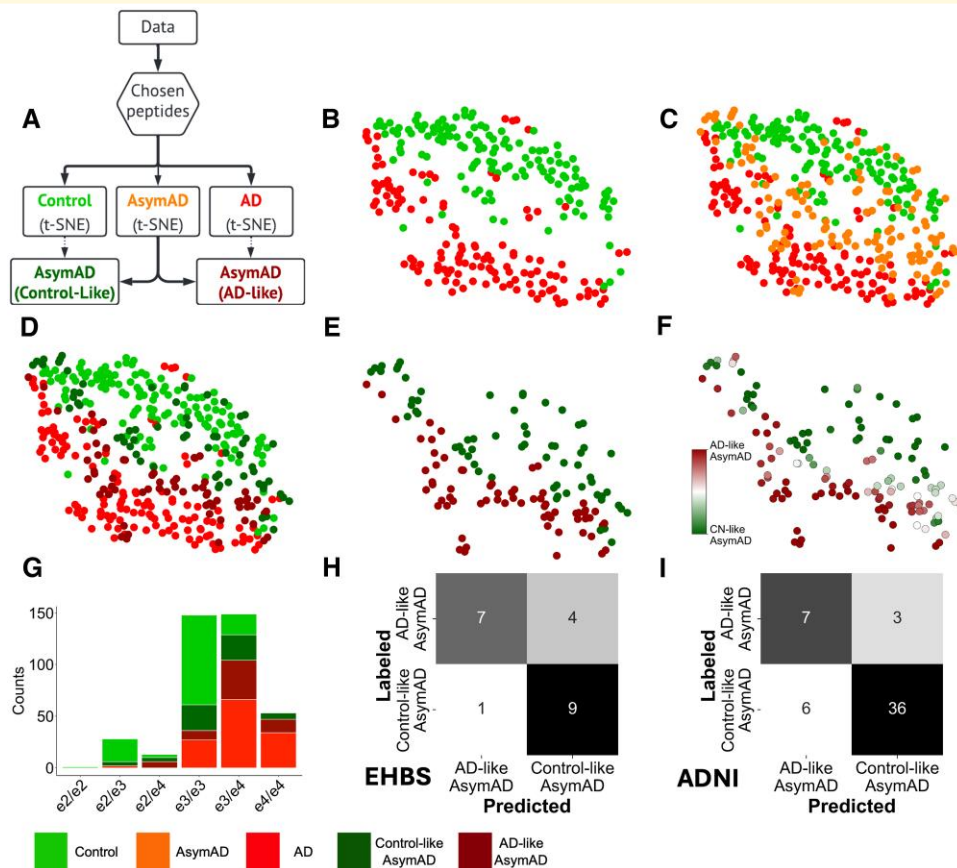 Data
Chosen
peptides
A
B
C
Control
(t-SNE)
AsymAD
(t-SNE)
AD
(t-SNE)
AsymAD
(Control-Like)
AsymAD
(AD-like)
D
E
F
AD-like
AsymAD
CN-like
AsymAD
G
H
I
150
100
50
0
Counts
e2/e2
e2/e3
e2/e4
e3/e3
e3/e4
e4/e4
Labeled
AD-like
AsymAD
Control-like
AsymAD
7
4
1
9
EHBS
AD-like
AsymAD
Control-like
AsymAD
Predicted
Labeled
AD-like
AsymAD
Control-like
AsymAD
7
3
6
36
ADNI
AD-like
AsymAD
Control-like
AsymAD
Predicted
Control
AsymAD
AD
Control-like
AsymAD
AD-like
AsymAD